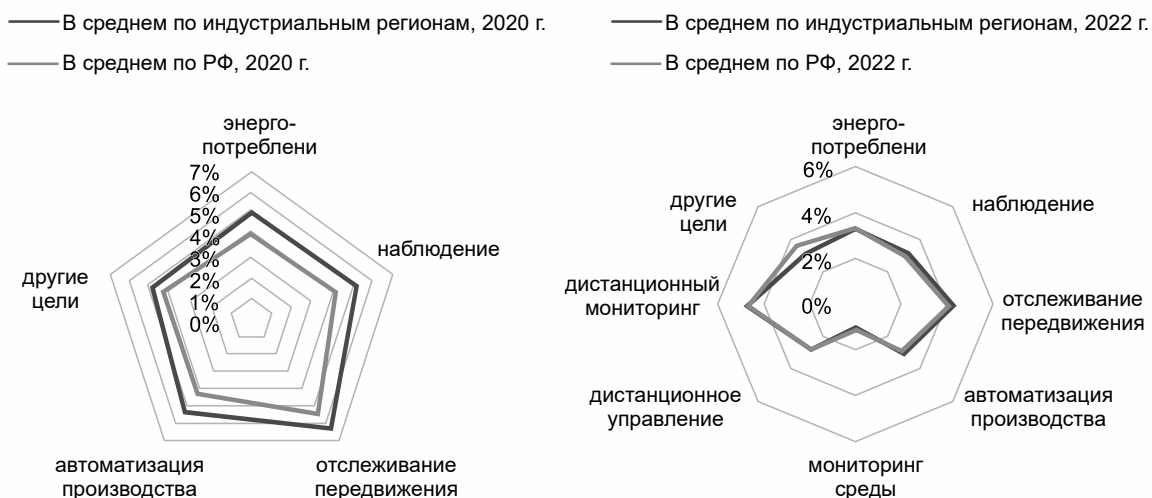 В среднем по индустриальным регионам, 2020 г.
В среднем по РФ, 2020 г.
энерго-
потреблени
7%
6%
5%
4%
3%
2%
1%
0%
наблюдение
другие
цели
автоматизация
производства
отслеживание
передвижения
В среднем по индустриальным регионам, 2022 г.
В среднем по РФ, 2022 г.
энерго-
потреблени
6%
4%
2%
0%
другие
цели
наблюдение
дистанционный
мониторинг
отслеживание
передвижения
дистанционное
управление
автоматизация
производства
мониторинг
среды